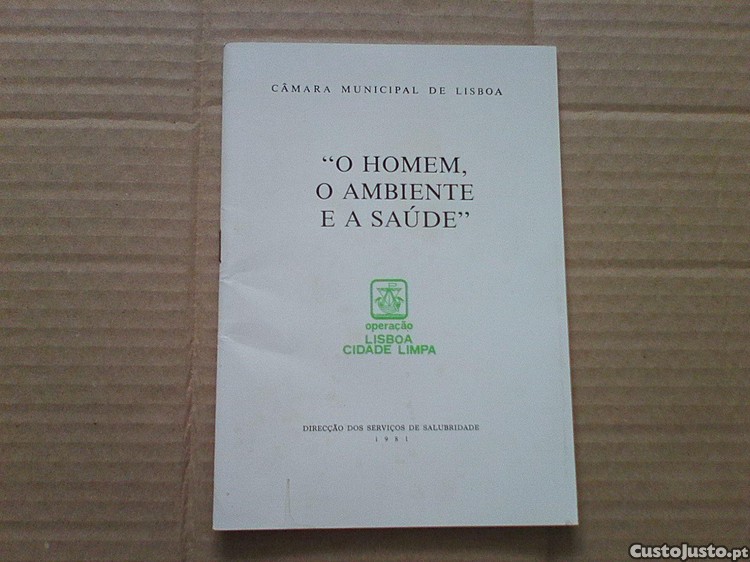 CÂMARA MUNICIPAL DE LISBOA
“O HOMEM,
O AMBIENTE
E A SAÚDE”
operação
LISBOA
CIDADE LIMPA
DIRECÇÃO DOS SERVIÇOS DE SALUBRIDADE
1981
CustoJusto.pt